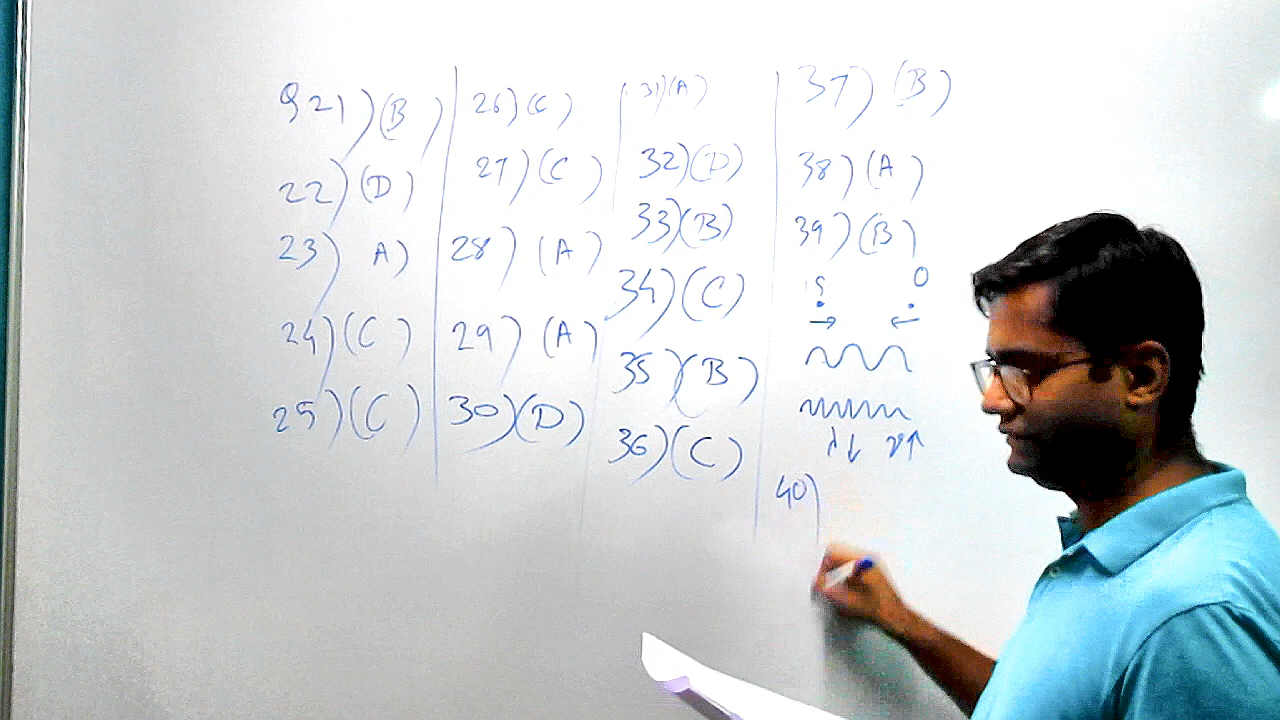 Q21) (B)
22) (D)
23) A)
24) (C)
25) (C)
26) (C)
27) (C)
28) (A)
29) (A)
30) (D)
31) (A)
32) (D)
33) (B)
34) (C)
35) (B)
36) (C)
37) (B)
38) (A)
39) (B)
S O
→ ←
λ↓ ν↑
40)